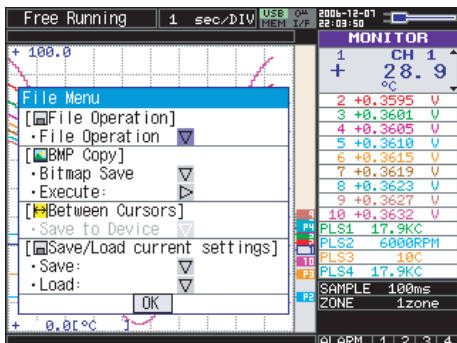 Free Running 1 sec/DIV USB MEM I/F 2006-12-01 22:03:50
MONITOR
+ 100.0
1 CH 1
+ 28.9
°C
File Menu
[File Operation]
・File Operation
[BMP Copy]
・Bitmap Save
・Execute:
[Between Cursors]
・Save to Device
[Save/Load current settings]
・Save:
・Load:
OK
+ 0.0[°C
2 +0.3595 V
3 +0.3601 V
4 +0.3605 V
5 +0.3610 V
6 +0.3615 V
7 +0.3619 V
8 +0.3623 V
9 +0.3627 V
10 +0.3632 V
PLS1 17.9KC
PLS2 6000RPM
PLS3 10C
PLS4 17.9KC
SAMPLE 100ms
ZONE 1zone
ALARM 1 2 3 4
10
P3
P2